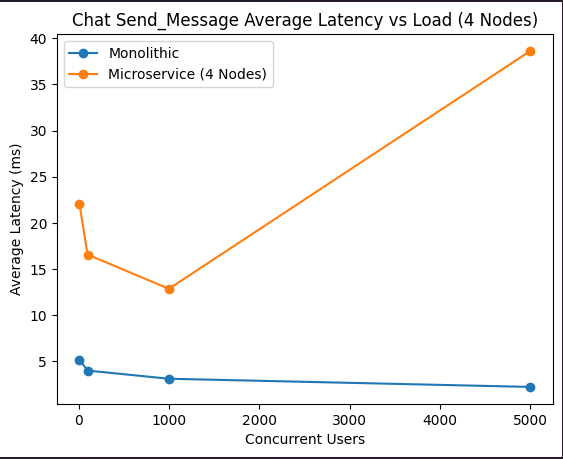 Chat Send_Message Average Latency vs Load (4 Nodes)
Monolithic
Microservice (4 Nodes)
Average Latency (ms)
40
35
30
25
20
15
10
5
0
1000
2000
3000
4000
5000
Concurrent Users